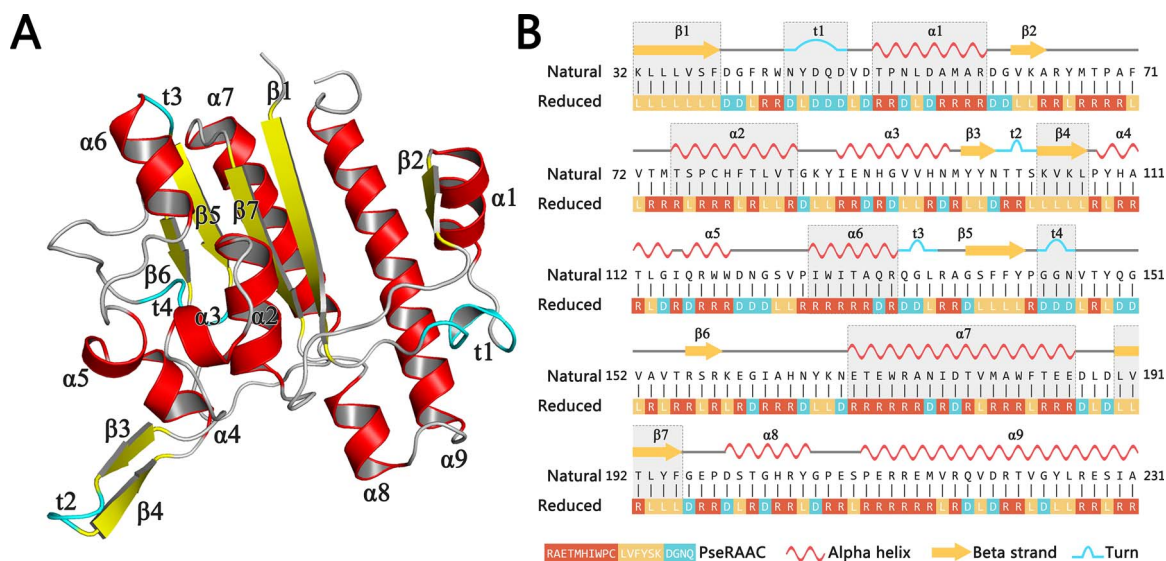 A
t3
α7
β1
α6
β2
α1
β5
β7
β6
t4
α3
α2
t1
α5
α4
β3
α9
α8
t2
β4
B
β1 t1 α1 β2
Natural 32 K L L L V S F D G F R W N Y D Q D V D T P N L D A M A R D G V K A R Y M T P A F 71
Reduced L L L L L L L D D L R R D L D D D L D R R D L D R R R R D D L L R R L R R R R L
α2 α3 β3 t2 β4 α4
Natural 72 V T M T S P C H F T L V T G K Y I E N H G V V H N M Y Y N T T S K V K L P Y H A 111
Reduced L R R R L R R R L R L L R D L L R R D R D L L R D R L L D R R L L L L L R L R R
α5 α6 t3 β5 t4
Natural 112 T L G I Q R W W D N G S V P I W I T A Q R Q G L R A G S F F Y P G G N V T Y Q G 151
Reduced R L D R D R R R D D D L L R R R R R R D R D D L R R D L L L L R D D D L R L D D
β6 α7
Natural 152 V A V T R S R K E G I A H N Y K N E T E W R A N I D T V M A W F T E E D L D L V 191
Reduced L R L R R L R L R D R R R D L L D R R R R R R D R D R L R R R L R R R D L D L L
β7 α8 α9
Natural 192 T L Y F G E P D S T G H R Y G P E S P E R R E M V R Q V D R T V G Y L R E S I A 231
Reduced R L L L D R R D L R D R R L D R R L R R R R R R L R D L D R R L D L L R R L R R
RAETMHIWPC LVFYSK DGNQ PseRAAC Alpha helix Beta strand Turn